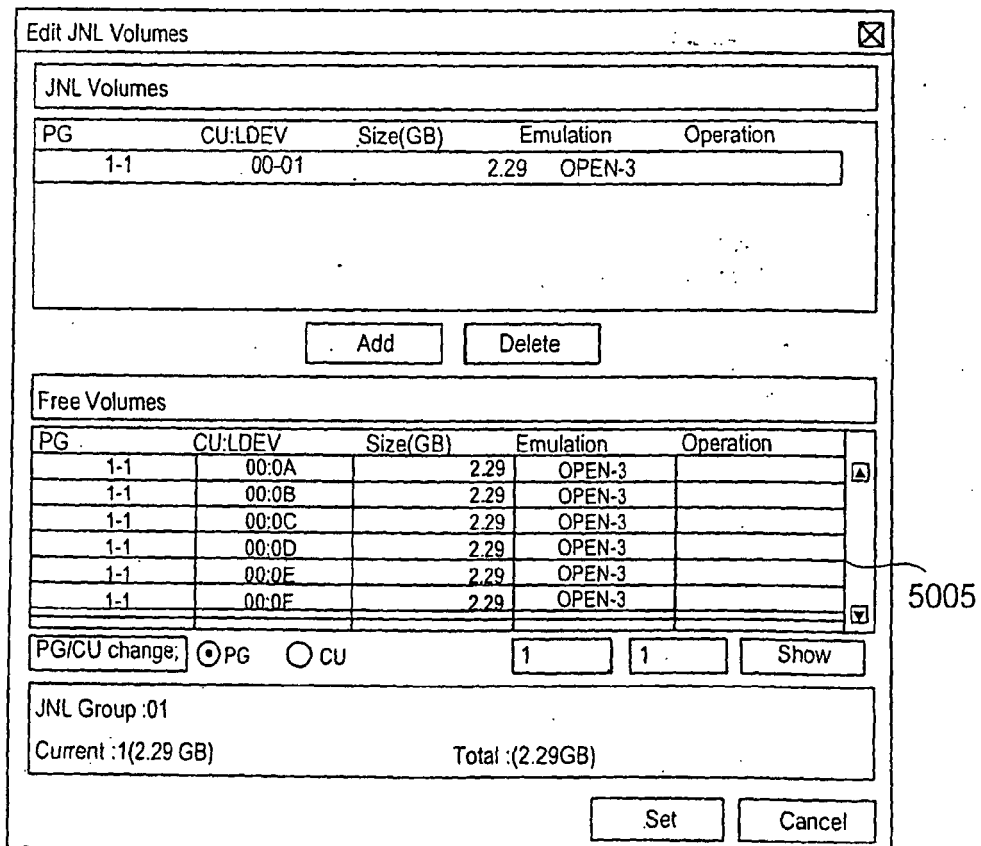 Edit JNL Volumes
JNL Volumes
PG CU:LDEV Size(GB) Emulation Operation
1-1 00-01 2.29 OPEN-3
Add Delete
Free Volumes
PG CU:LDEV Size(GB) Emulation Operation
1-1 00:0A 2.29 OPEN-3
1-1 00:0B 2.29 OPEN-3
1-1 00:0C 2.29 OPEN-3
1-1 00:0D 2.29 OPEN-3
1-1 00:0E 2.29 OPEN-3
1-1 00:0F 2.29 OPEN-3
5005
PG/CU change; PG CU 1 1 Show
JNL Group :01
Current :1(2.29 GB) Total :(2.29GB)
Set Cancel